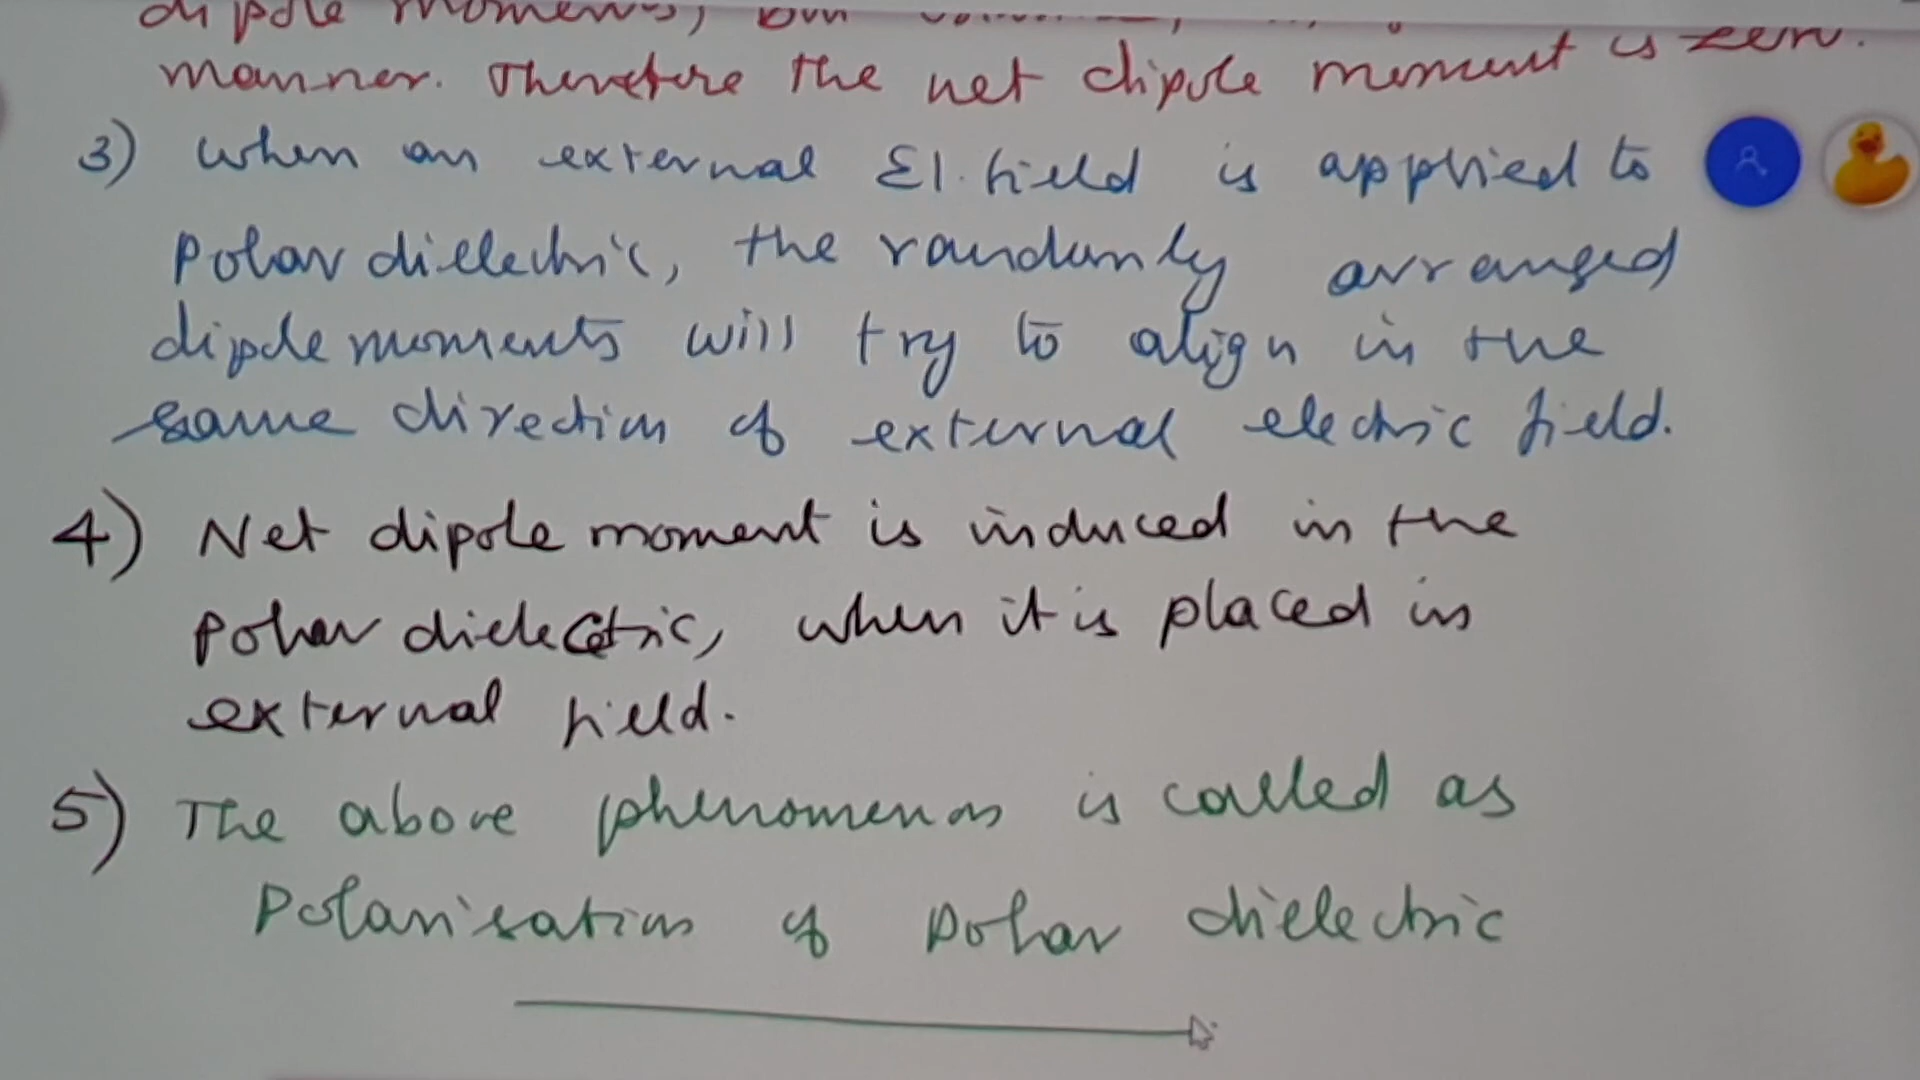 dipole moments, but
manner. Therefore the net dipole moment is zero.
3) when an external El. field is applied to
polar dielectric, the randomly arranged
dipole moments will try to align in the
same direction of external electric field.
4) Net dipole moment is induced in the
polar dielectric, when it is placed in
external field.
5) The above phenomenon is called as
Polarisation of polar dielectric